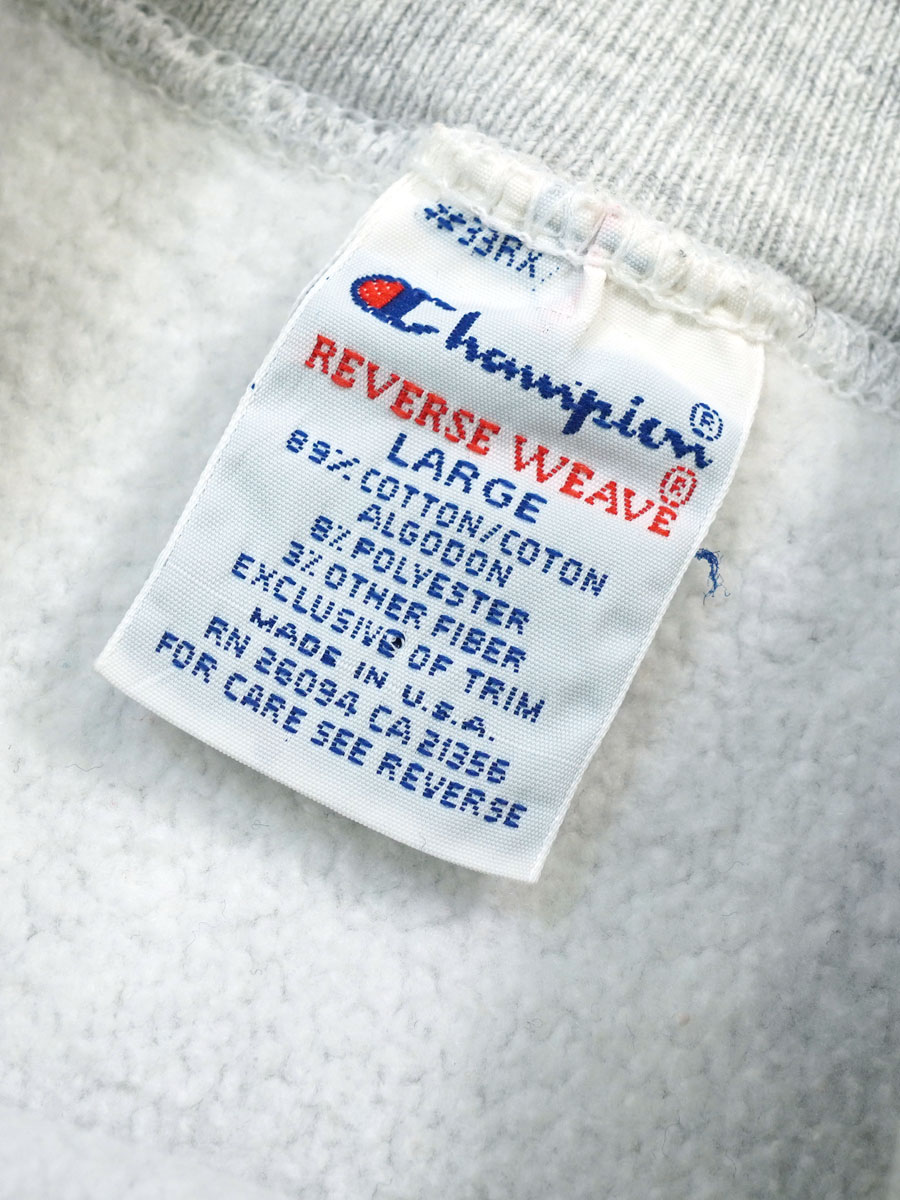 #33RX
Champion®
REVERSE WEAVE®
LARGE
89% COTTON/COTON
ALGODON
8% POLYESTER
3% OTHER FIBER
EXCLUSIVE OF TRIM
MADE IN U.S.A.
RN 26094 CA 21356
FOR CARE SEE REVERSE